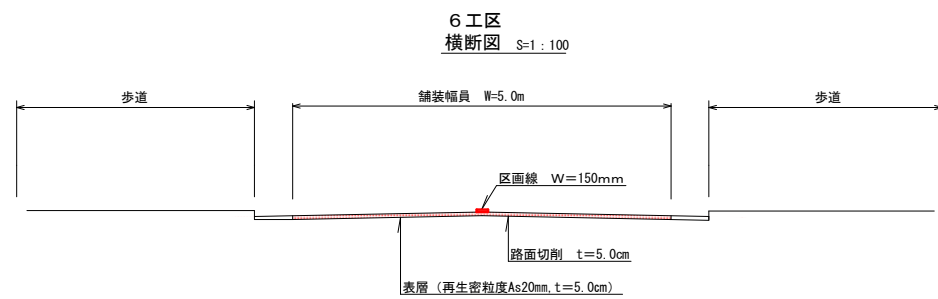 ６工区
横断図 S=1：100
歩道
舗装幅員 W=5.0m
歩道
区画線 W＝150mm
路面切削 t＝5.0cm
表層（再生密粒度As20mm,t＝5.0cm）